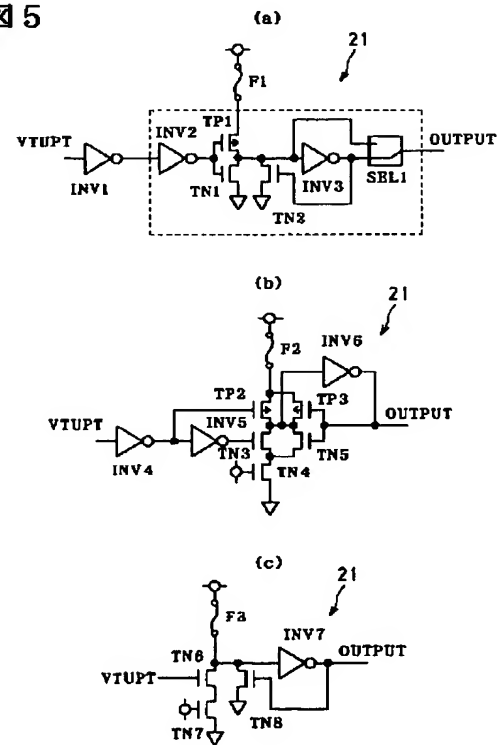 図5
(a)
21
F1
TP1
INV2
VTUPT
OUTPUT
INV1
TN1
INV3
SEL1
TN2
(b)
21
F2
INV6
TP2
TP3
VTUPT
INV5
OUTPUT
TN3
TN5
INV4
TN4
(c)
21
F3
INV7
OUTPUT
TN6
VTUPT
TN8
TN7